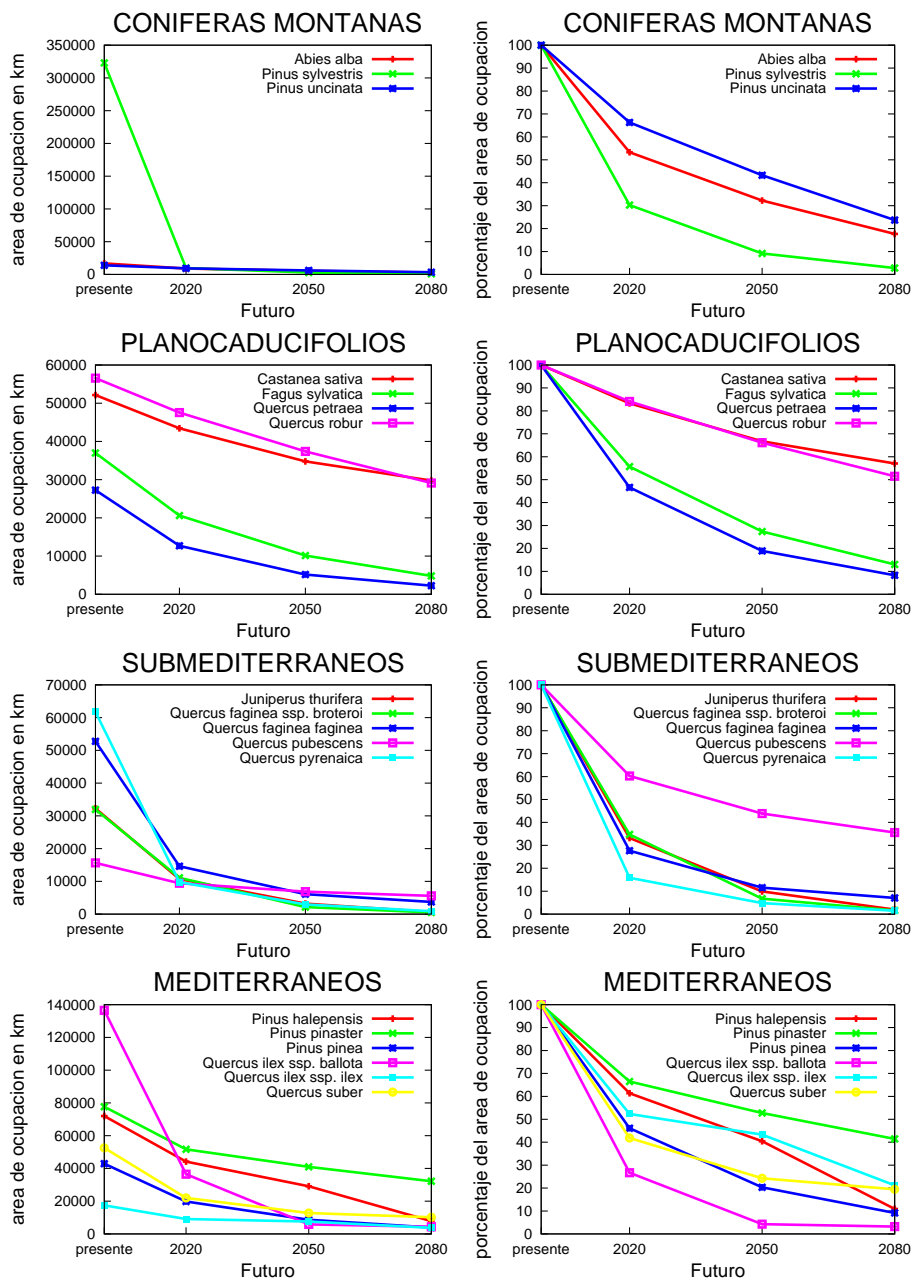 CONIFERAS MONTANAS
area de ocupacion en km
350000
300000
250000
200000
150000
100000
50000
0
presente 2020 2050 2080
Futuro
Abies alba
Pinus sylvestris
Pinus uncinata
CONIFERAS MONTANAS
porcentaje del area de ocupacion
100
90
80
70
60
50
40
30
20
10
0
presente 2020 2050 2080
Futuro
Abies alba
Pinus sylvestris
Pinus uncinata
PLANOCADUCIFOLIOS
area de ocupacion en km
60000
50000
40000
30000
20000
10000
0
presente 2020 2050 2080
Futuro
Castanea sativa
Fagus sylvatica
Quercus petraea
Quercus robur
PLANOCADUCIFOLIOS
porcentaje del area de ocupacion
100
90
80
70
60
50
40
30
20
10
0
presente 2020 2050 2080
Futuro
Castanea sativa
Fagus sylvatica
Quercus petraea
Quercus robur
SUBMEDITERRANEOS
area de ocupacion en km
70000
60000
50000
40000
30000
20000
10000
0
presente 2020 2050 2080
Futuro
Juniperus thurifera
Quercus faginea ssp. broteroi
Quercus faginea faginea
Quercus pubescens
Quercus pyrenaica
SUBMEDITERRANEOS
porcentaje del area de ocupacion
100
90
80
70
60
50
40
30
20
10
0
presente 2020 2050 2080
Futuro
Juniperus thurifera
Quercus faginea ssp. broteroi
Quercus faginea faginea
Quercus pubescens
Quercus pyrenaica
MEDITERRANEOS
area de ocupacion en km
140000
120000
100000
80000
60000
40000
20000
0
presente 2020 2050 2080
Futuro
Pinus halepensis
Pinus pinaster
Pinus pinea
Quercus ilex ssp. ballota
Quercus ilex ssp. ilex
Quercus suber
MEDITERRANEOS
porcentaje del area de ocupacion
100
90
80
70
60
50
40
30
20
10
0
presente 2020 2050 2080
Futuro
Pinus halepensis
Pinus pinaster
Pinus pinea
Quercus ilex ssp. ballota
Quercus ilex ssp. ilex
Quercus suber